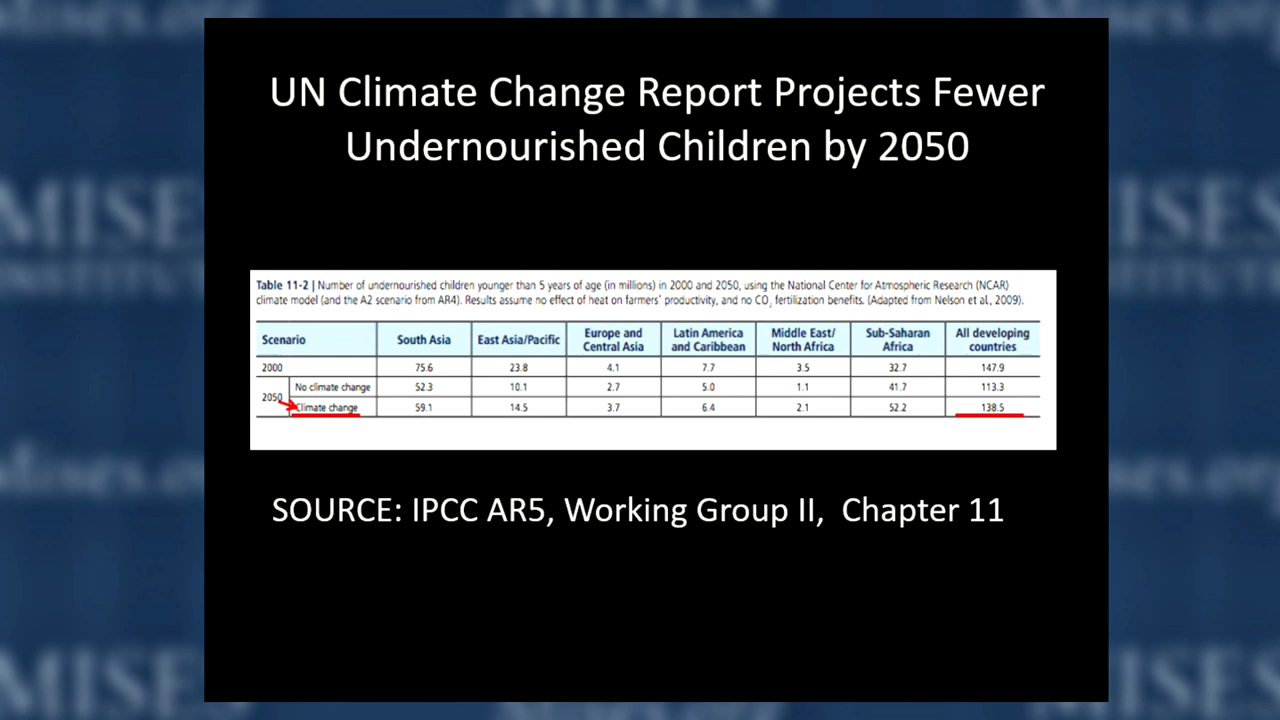 Mises.org
UN Climate Change Report Projects Fewer
Undernourished Children by 2050
Table 11-2 | Number of undernourished children younger than 5 years of age (in millions) in 2000 and 2050, using the National Center for Atmospheric Research (NCAR)
climate model (and the A2 scenario from AR4). Results assume no effect of heat on farmers' productivity, and no CO₂ fertilization benefits. (Adapted from Nelson et al., 2009).
Scenario South Asia East Asia/Pacific Europe and Central Asia Latin America and Caribbean Middle East/ North Africa Sub-Saharan Africa All developing countries
2000 75.6 23.8 4.1 7.7 3.5 32.7 147.9
2050 No climate change 52.3 10.1 2.7 5.0 1.1 41.7 113.3
Climate change 59.1 14.5 3.7 6.4 2.1 52.2 138.5
SOURCE: IPCC AR5, Working Group II, Chapter 11